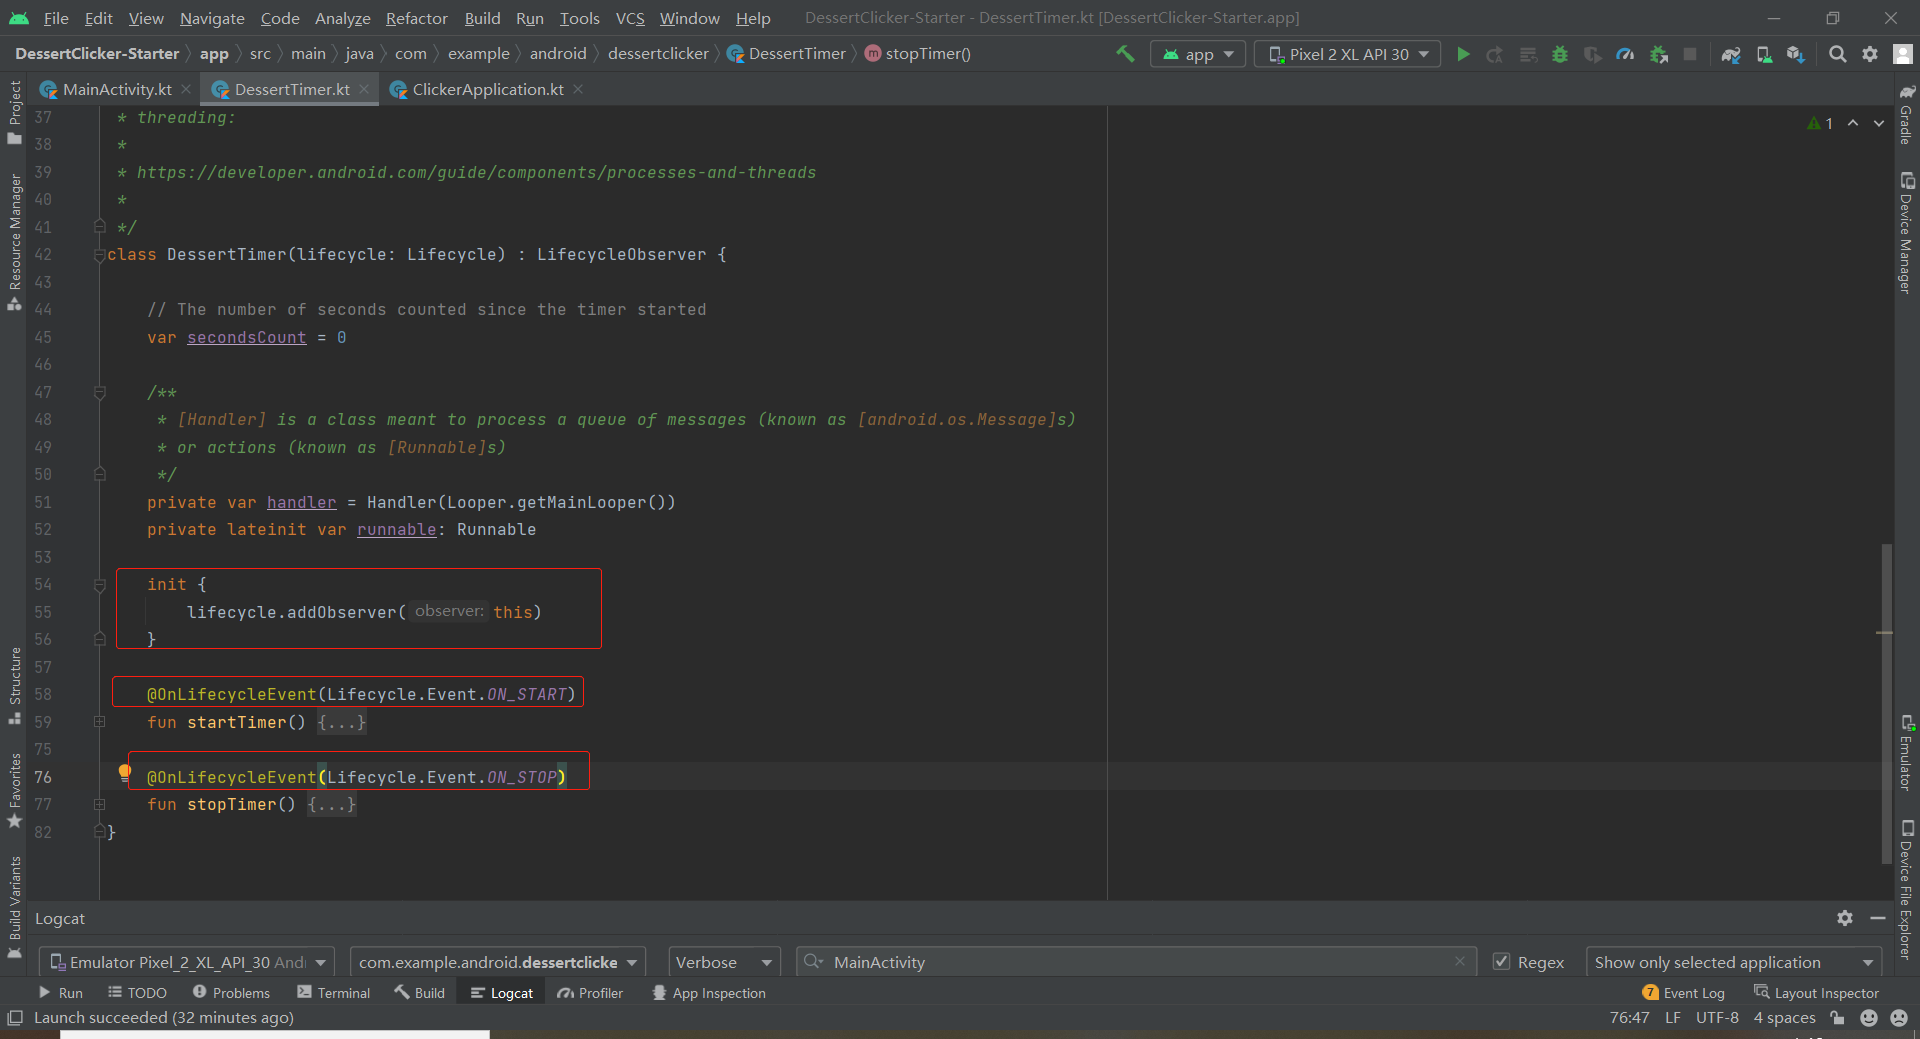 File Edit View Navigate Code Analyze Refactor Build Run Tools VCS Window Help DessertClicker-Starter - DessertTimer.kt [DessertClicker-Starter.app]
DessertClicker-Starter app src main java com example android dessertclicker DessertTimer stopTimer() app Pixel 2 XL API 30
MainActivity.kt DessertTimer.kt ClickerApplication.kt
Project
Resource Manager
Structure
Favorites
Build Variants
37 * threading:
38 *
39 * https://developer.android.com/guide/components/processes-and-threads
40 *
41 */
42 class DessertTimer(lifecycle: Lifecycle) : LifecycleObserver {
43
44 // The number of seconds counted since the timer started
45 var secondsCount = 0
46
47 /**
48 * [Handler] is a class meant to process a queue of messages (known as [android.os.Message]s)
49 * or actions (known as [Runnable]s)
50 */
51 private var handler = Handler(Looper.getMainLooper())
52 private lateinit var runnable: Runnable
53
54 init {
55 lifecycle.addObserver( observer: this)
56 }
57
58 @OnLifecycleEvent(Lifecycle.Event.ON_START)
59 fun startTimer() {...}
75
76 @OnLifecycleEvent(Lifecycle.Event.ON_STOP)
77 fun stopTimer() {...}
82 }
1
Gradle
Device Manager
Emulator
Device File Explorer
Logcat
Emulator Pixel_2_XL_API_30 And com.example.android.dessertclicke Verbose MainActivity Regex Show only selected application
Run TODO Problems Terminal Build Logcat Profiler App Inspection 7 Event Log Layout Inspector
Launch succeeded (32 minutes ago) 76:47 LF UTF-8 4 spaces